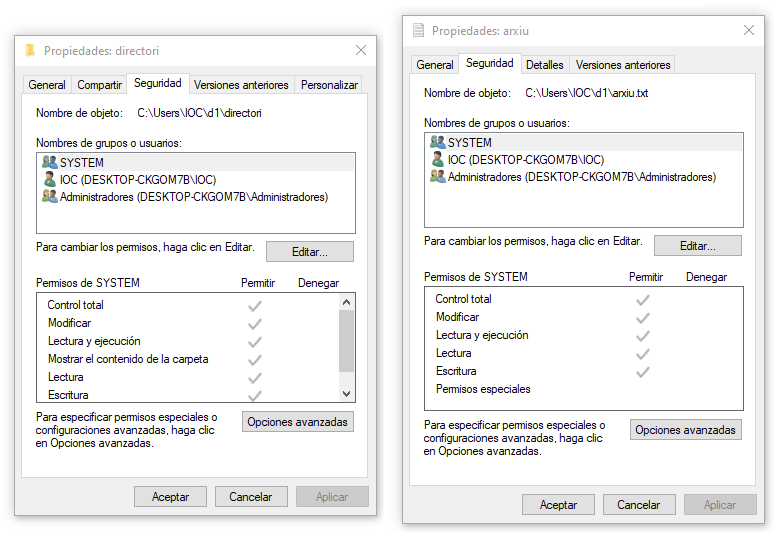 Propiedades: directori
General Compartir Seguridad Versiones anteriores Personalizar
Nombre de objeto: C:\Users\IOC\d1\directori
Nombres de grupos o usuarios:
SYSTEM
IOC (DESKTOP-CKGOM7B\IOC)
Administradores (DESKTOP-CKGOM7B\Administradores)
Para cambiar los permisos, haga clic en Editar.
Editar...
Permisos de SYSTEM Permitir Denegar
Control total
Modificar
Lectura y ejecución
Mostrar el contenido de la carpeta
Lectura
Escritura
Para especificar permisos especiales o
configuraciones avanzadas, haga clic
en Opciones avanzadas.
Opciones avanzadas
Aceptar Cancelar Aplicar
Propiedades: arxiu
General Seguridad Detalles Versiones anteriores
Nombre de objeto: C:\Users\IOC\d1\arxiu.txt
Nombres de grupos o usuarios:
SYSTEM
IOC (DESKTOP-CKGOM7B\IOC)
Administradores (DESKTOP-CKGOM7B\Administradores)
Para cambiar los permisos, haga clic en Editar.
Editar...
Permisos de SYSTEM Permitir Denegar
Control total
Modificar
Lectura y ejecución
Lectura
Escritura
Permisos especiales
Para especificar permisos especiales o
configuraciones avanzadas, haga clic
en Opciones avanzadas.
Opciones avanzadas
Aceptar Cancelar Aplicar